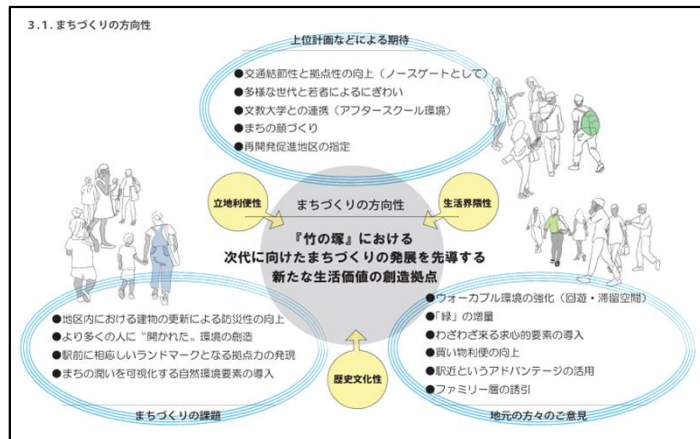 3.1.まちづくりの方向性
上位計画などによる期待
●交通結節性と拠点性の向上（ノースゲートとして）
●多様な世代と若者によるにぎわい
●文教大学との連携（アフタースクール環境）
●まちの顔づくり
●再開発促進地区の指定
立地利便性
生活界隈性
まちづくりの方向性
『竹の塚』における
次代に向けたまちづくりの発展を先導する
新たな生活価値の創造拠点
●地区内における建物の更新による防災性の向上
●より多くの人に“開かれた„環境の創造
●駅前に相応しいランドマークとなる拠点力の発現
●まちの潤いを可視化する自然環境要素の導入
まちづくりの課題
歴史文化性
●ウォーカブル環境の強化（回遊・滞留空間）
●「緑」の増量
●わざわざ来る求心的要素の導入
●買い物利便の向上
●駅近というアドバンテージの活用
●ファミリー層の誘引
地元の方々のご意見